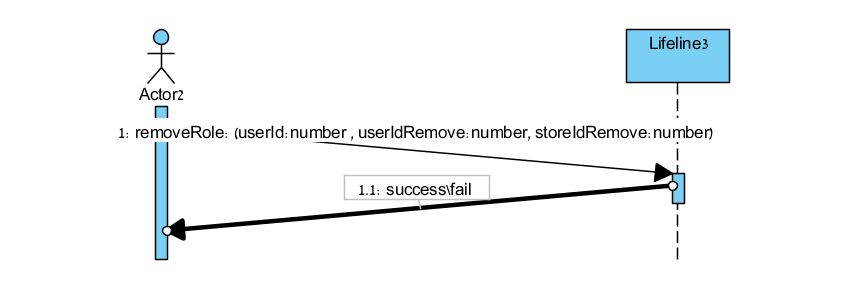 Lifeline3
Actor2
1: removeRole: (userId:number , userIdRemove:number, storeIdRemove:number)
1.1: success\fail